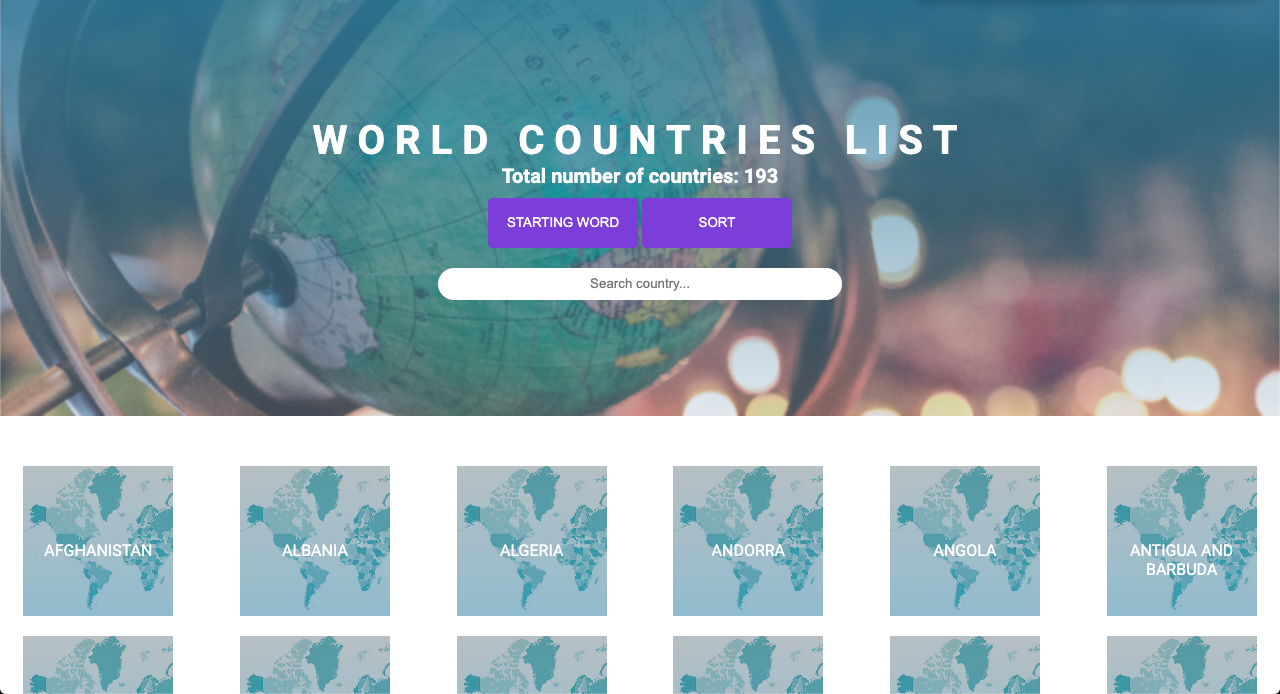 WORLD COUNTRIES LIST
Total number of countries: 193
STARTING WORD
SORT
Search country...
AFGHANISTAN
ALBANIA
ALGERIA
ANDORRA
ANGOLA
ANTIGUA AND
BARBUDA